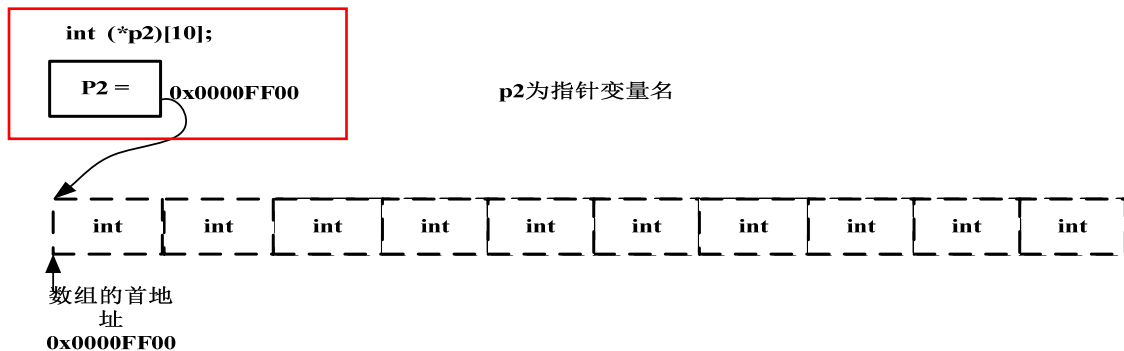 int (*p2)[10];
P2 =
0x0000FF00
p2为指针变量名
int int int int int int int int int int
数组的首地
址
0x0000FF00